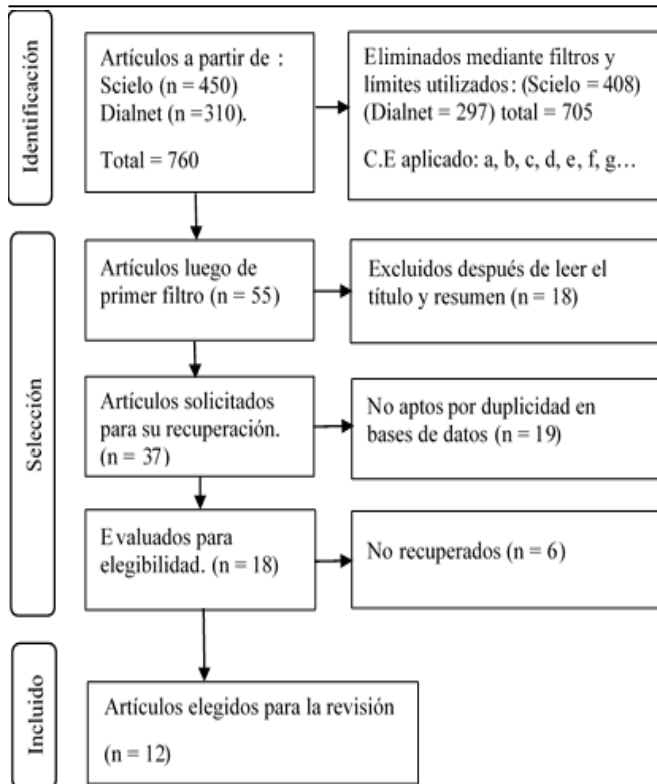 Identificación
Artículos a partir de :
Scielo (n = 450)
Dialnet (n =310).
Total = 760
Eliminados mediante filtros y
límites utilizados: (Scielo = 408)
(Dialnet = 297) total = 705
C.E aplicado: a, b, c, d, e, f, g…
Selección
Artículos luego de
primer filtro (n = 55)
Excluidos después de leer el
título y resumen (n = 18)
Artículos solicitados
para su recuperación.
(n = 37)
No aptos por duplicidad en
bases de datos (n = 19)
Evaluados para
elegibilidad. (n = 18)
No recuperados (n = 6)
Incluido
Artículos elegidos para la revisión
(n = 12)